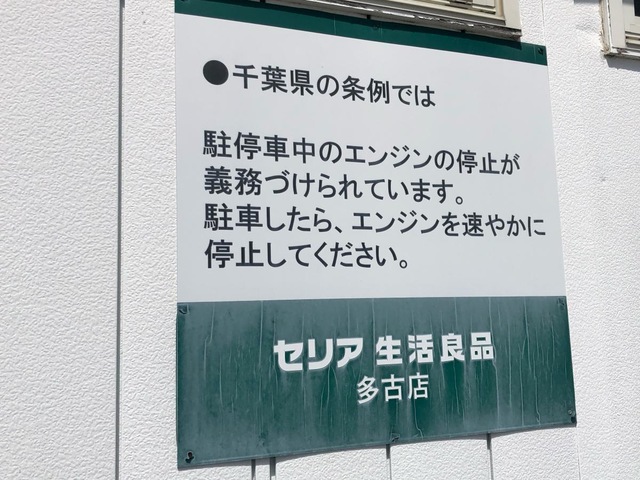 ●千葉県の条例では
駐停車中のエンジンの停止が
義務づけられています。
駐車したら、エンジンを速やかに
停止してください。
セリア 生活良品
多古店